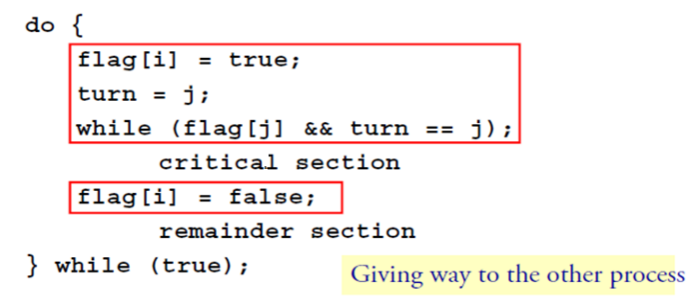 do {
flag[i] = true;
turn = j;
while (flag[j] && turn == j);
critical section
flag[i] = false;
remainder section
} while (true);
Giving way to the other process